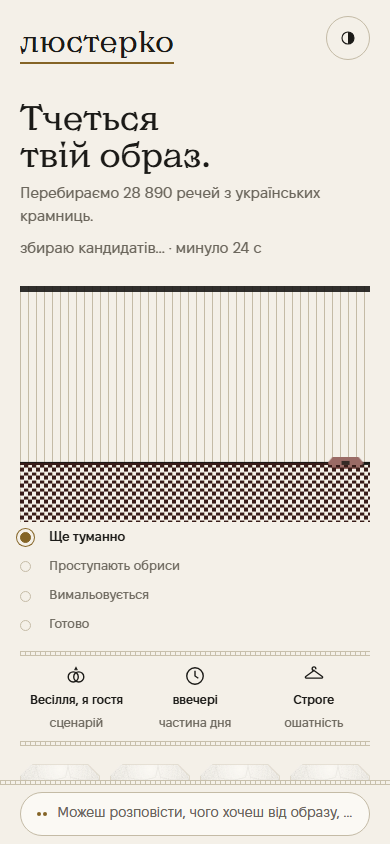 люстерко
Тчеться
твій образ.
Перебираємо 28 890 речей з українських
крамниць.
збираю кандидатів... · минуло 24 с
Ще туманно
Проступають обриси
Вимальовується
Готово
Весілля, я гостя
сценарій
ввечері
частина дня
Строге
ошатність
Можеш розповісти, чого хочеш від образу, ...